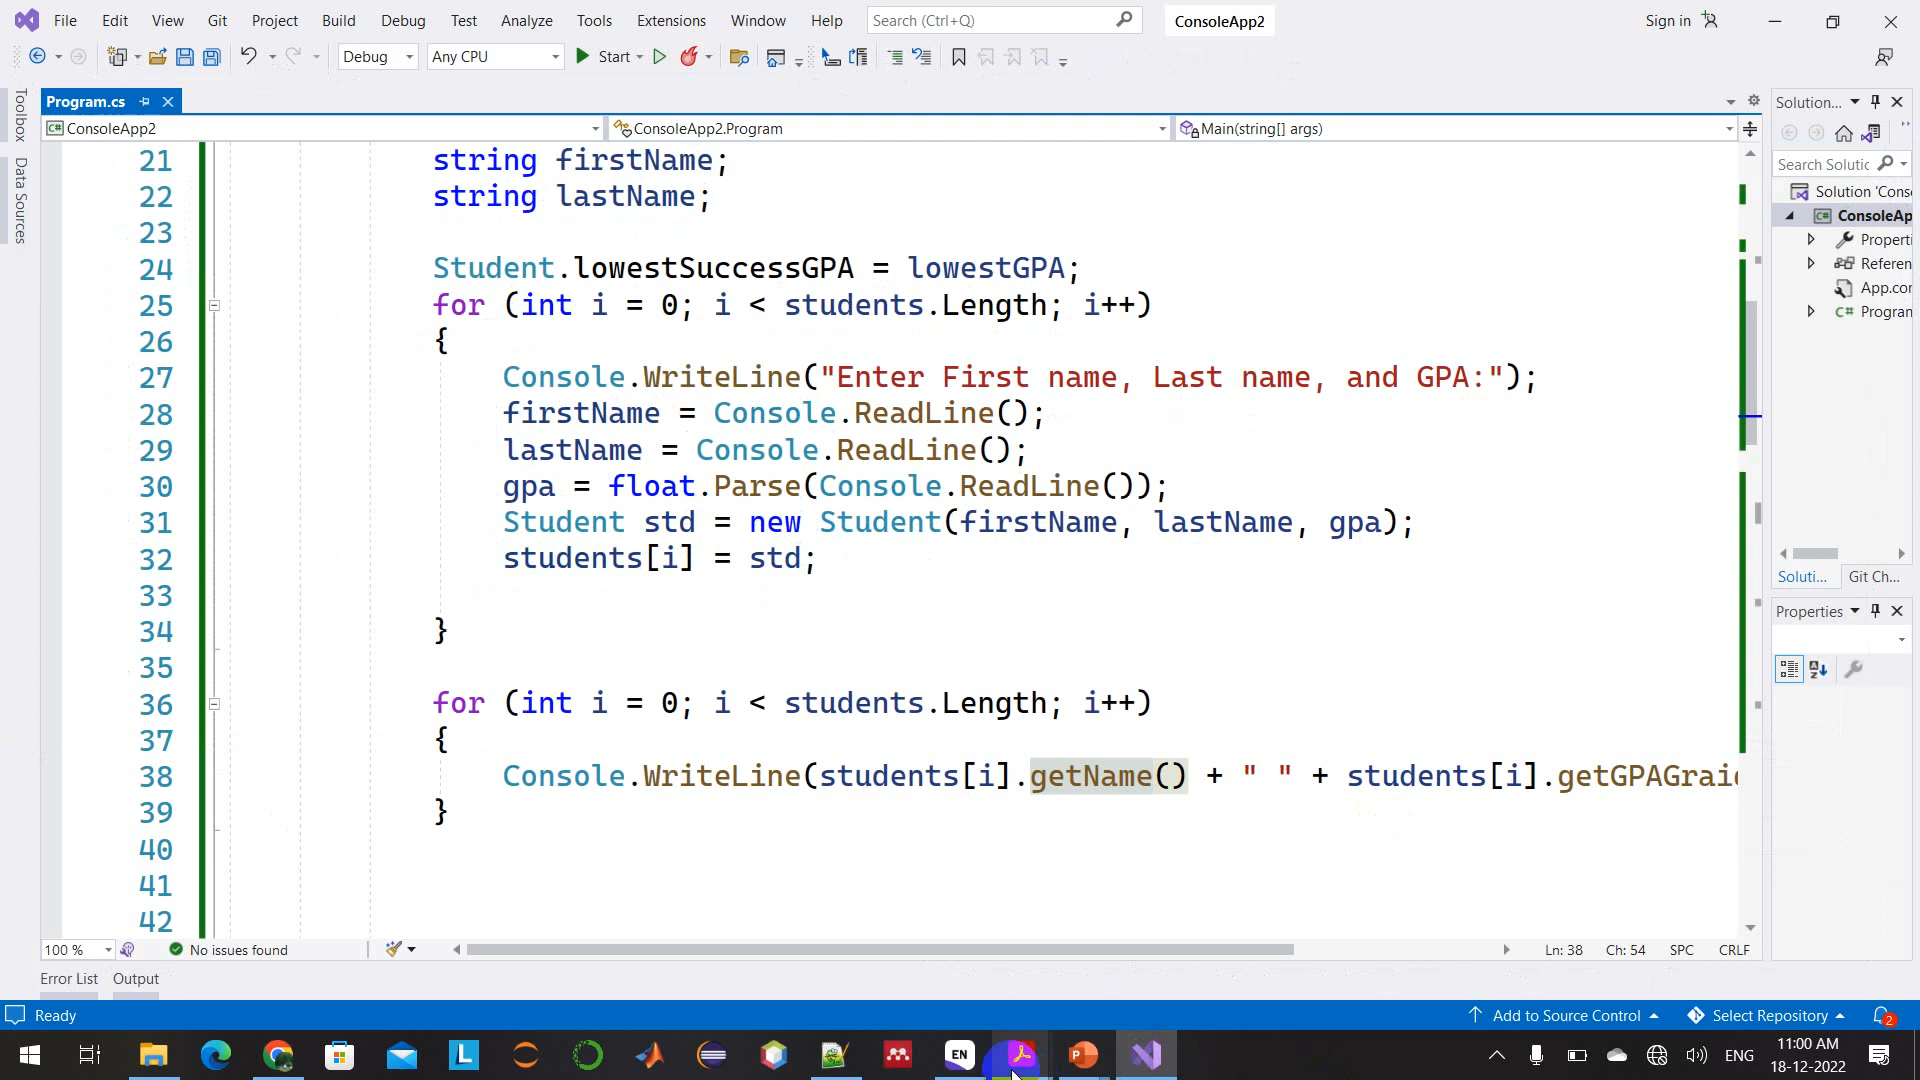 File Edit View Git Project Build Debug Test Analyze Tools Extensions Window Help Search (Ctrl+Q) ConsoleApp2 Sign in
Debug Any CPU Start
Program.cs
ConsoleApp2 ConsoleApp2.Program Main(string[] args)
Toolbox
Data Sources
21 string firstName;
22 string lastName;
23
24 Student.lowestSuccessGPA = lowestGPA;
25 for (int i = 0; i < students.Length; i++)
26 {
27 Console.WriteLine("Enter First name, Last name, and GPA:");
28 firstName = Console.ReadLine();
29 lastName = Console.ReadLine();
30 gpa = float.Parse(Console.ReadLine());
31 Student std = new Student(firstName, lastName, gpa);
32 students[i] = std;
33
34 }
35
36 for (int i = 0; i < students.Length; i++)
37 {
38 Console.WriteLine(students[i].getName() + " " + students[i].getGPAGrai
39 }
40
41
42
100 % No issues found Ln: 38 Ch: 54 SPC CRLF
Error List Output
Solution...
Search Solutic
Solution 'Cons
ConsoleAp
Properti
Referen
App.cor
Program
Soluti... Git Ch...
Properties
Ready Add to Source Control Select Repository 2
EN ENG 11:00 AM
18-12-2022